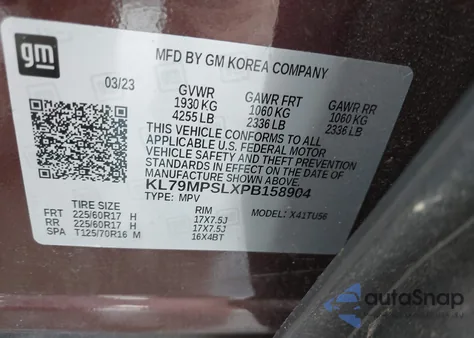 gm
MFD BY GM KOREA COMPANY
03/23
GVWR GAWR FRT GAWR RR
1930 KG 1060 KG 1060 KG
4255 LB 2336 LB 2336 LB
THIS VEHICLE CONFORMS TO ALL
APPLICABLE U.S. FEDERAL MOTOR
VEHICLE SAFETY AND THEFT
PREVENTION STANDARDS IN EFFECT
ON THE DATE OF MANUFACTURE
SHOWN ABOVE.
KL79MPSLXPB158904
TYPE: MPV MODEL: X41TU56
TIRE SIZE RIM
FRT 225/60R17 H 17X7.5J
RR 225/60R17 H 17X7.5J
SPA T125/70R16 M 16X4BT
autoSnap